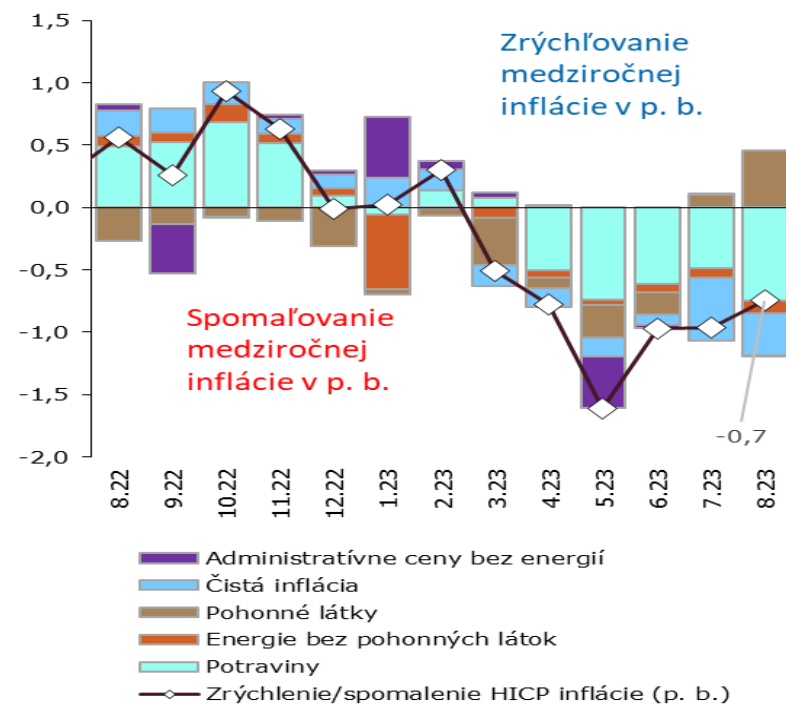 1,5
1,0
0,5
0,0
-0,5
-1,0
-1,5
-2,0
Zrýchľovanie
medziročnej
inflácie v p. b.
Spomaľovanie
medziročnej
inflácie v p. b.
-0,7
8.22
9.22
10.22
11.22
12.22
1.23
2.23
3.23
4.23
5.23
6.23
7.23
8.23
Administratívne ceny bez energií
Čistá inflácia
Pohonné látky
Energie bez pohonných látok
Potraviny
Zrýchlenie/spomalenie HICP inflácie (p. b.)